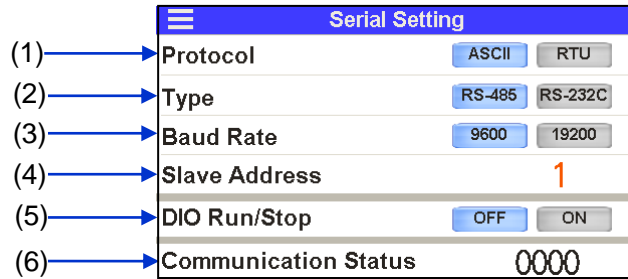 Serial Setting
(1) Protocol ASCII RTU
(2) Type RS-485 RS-232C
(3) Baud Rate 9600 19200
(4) Slave Address 1
(5) DIO Run/Stop OFF ON
(6) Communication Status 0000